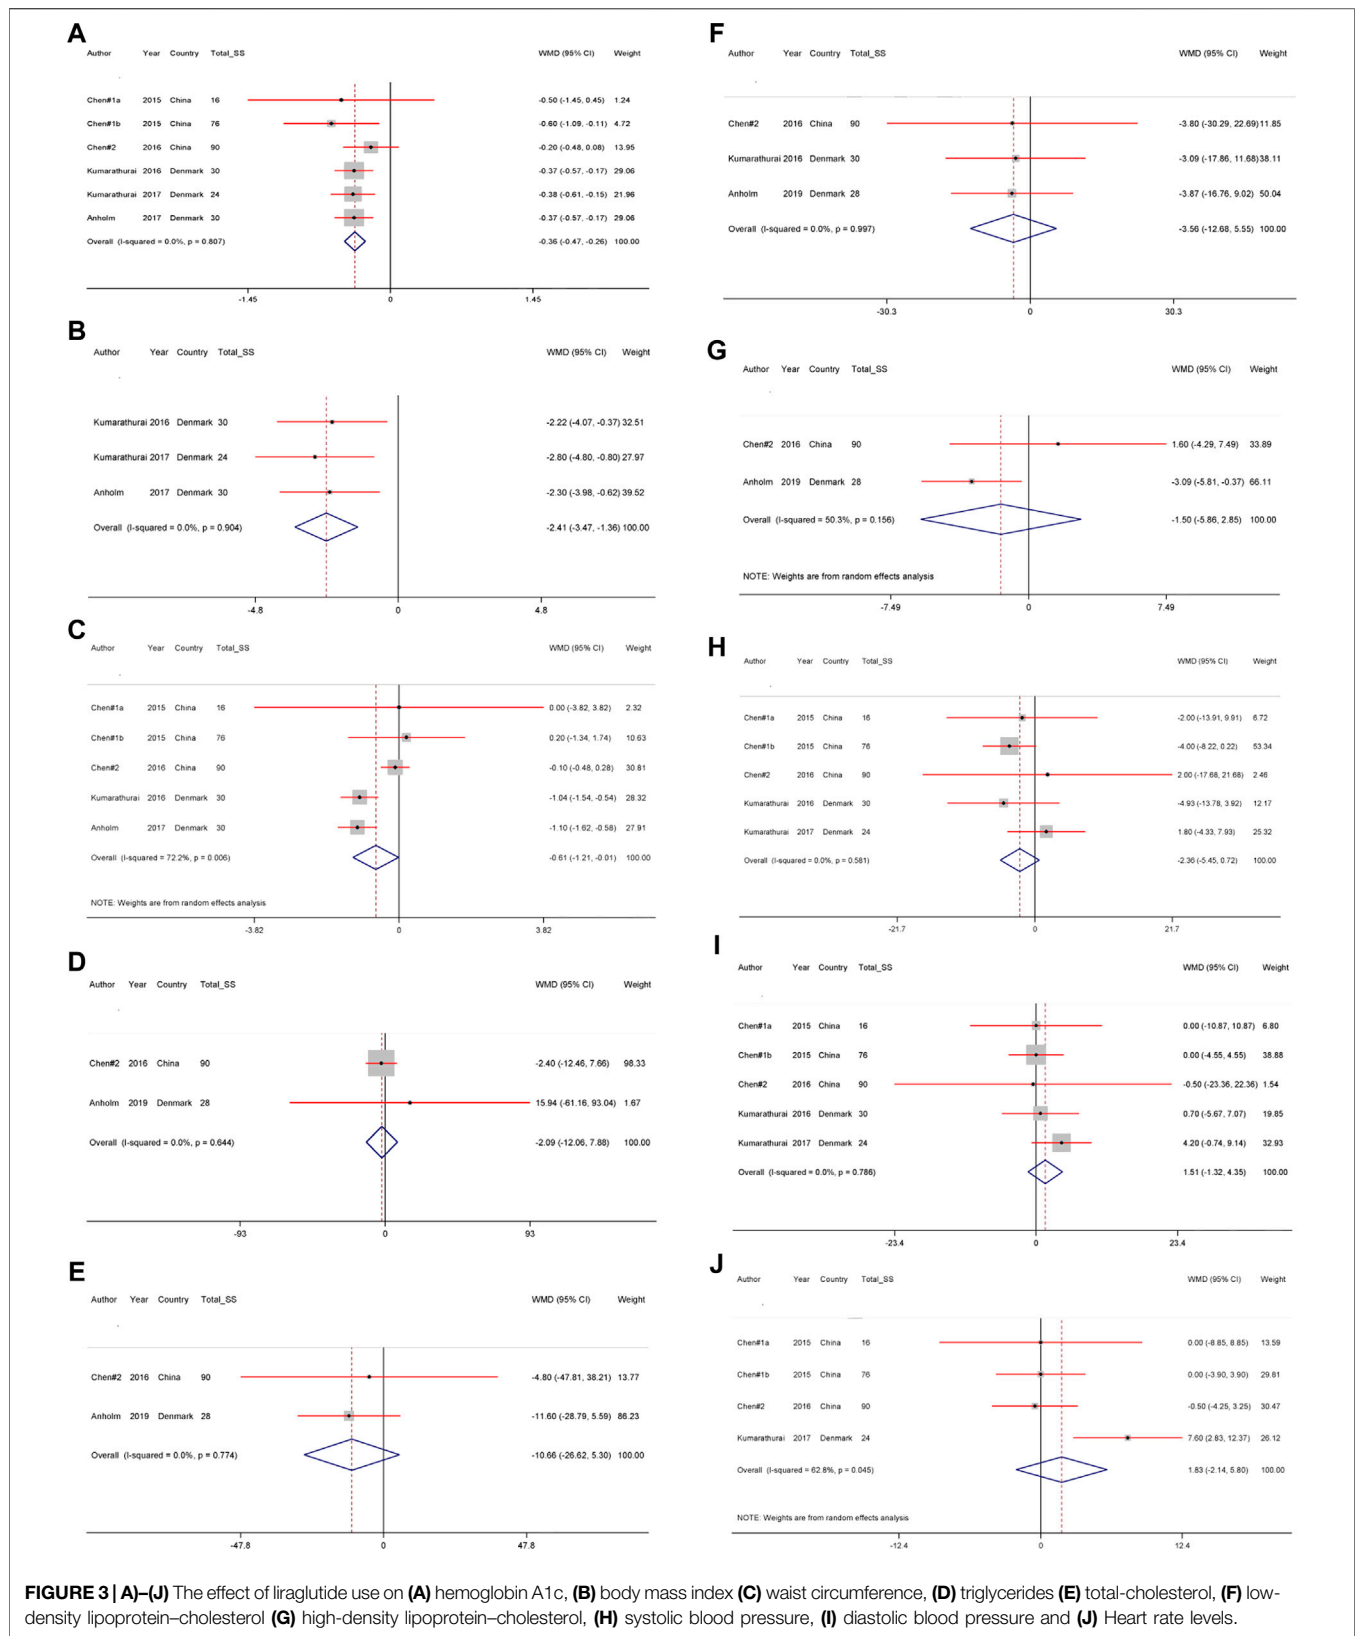 A
Author Year Country Total_SS WMD (95% CI) Weight
Chen#1a 2015 China 16 -0.50 (-1.45, 0.45) 1.24
Chen#1b 2015 China 76 -0.60 (-1.09, -0.11) 4.72
Chen#2 2016 China 90 -0.20 (-0.48, 0.08) 13.95
Kumarathurai 2016 Denmark 30 -0.37 (-0.57, -0.17) 29.06
Kumarathurai 2017 Denmark 24 -0.38 (-0.61, -0.15) 21.96
Anholm 2017 Denmark 30 -0.37 (-0.57, -0.17) 29.06
Overall (I-squared = 0.0%, p = 0.807) -0.36 (-0.47, -0.26) 100.00
-1.45 0 1.45
B
Author Year Country Total_SS WMD (95% CI) Weight
Kumarathurai 2016 Denmark 30 -2.22 (-4.07, -0.37) 32.51
Kumarathurai 2017 Denmark 24 -2.80 (-4.80, -0.80) 27.97
Anholm 2017 Denmark 30 -2.30 (-3.98, -0.62) 39.52
Overall (I-squared = 0.0%, p = 0.904) -2.41 (-3.47, -1.36) 100.00
-4.8 0 4.8
C
Author Year Country Total_SS WMD (95% CI) Weight
Chen#1a 2015 China 16 0.00 (-3.82, 3.82) 2.32
Chen#1b 2015 China 76 0.20 (-1.34, 1.74) 10.63
Chen#2 2016 China 90 -0.10 (-0.48, 0.28) 30.81
Kumarathurai 2016 Denmark 30 -1.04 (-1.54, -0.54) 28.32
Anholm 2017 Denmark 30 -1.10 (-1.62, -0.58) 27.91
Overall (I-squared = 72.2%, p = 0.006) -0.61 (-1.21, -0.01) 100.00
NOTE: Weights are from random effects analysis
-3.82 0 3.82
D
Author Year Country Total_SS WMD (95% CI) Weight
Chen#2 2016 China 90 -2.40 (-12.46, 7.66) 98.33
Anholm 2019 Denmark 28 15.94 (-61.16, 93.04) 1.67
Overall (I-squared = 0.0%, p = 0.644) -2.09 (-12.06, 7.88) 100.00
-93 0 93
E
Author Year Country Total_SS WMD (95% CI) Weight
Chen#2 2016 China 90 -4.80 (-47.81, 38.21) 13.77
Anholm 2019 Denmark 28 -11.60 (-28.79, 5.59) 86.23
Overall (I-squared = 0.0%, p = 0.774) -10.66 (-26.62, 5.30) 100.00
-47.8 0 47.8
F
Author Year Country Total_SS WMD (95% CI) Weight
Chen#2 2016 China 90 -3.80 (-30.29, 22.69) 11.85
Kumarathurai 2016 Denmark 30 -3.09 (-17.86, 11.68) 38.11
Anholm 2019 Denmark 28 -3.87 (-16.76, 9.02) 50.04
Overall (I-squared = 0.0%, p = 0.997) -3.56 (-12.68, 5.55) 100.00
-30.3 0 30.3
G
Author Year Country Total_SS WMD (95% CI) Weight
Chen#2 2016 China 90 1.60 (-4.29, 7.49) 33.89
Anholm 2019 Denmark 28 -3.09 (-5.81, -0.37) 66.11
Overall (I-squared = 50.3%, p = 0.156) -1.50 (-5.86, 2.85) 100.00
NOTE: Weights are from random effects analysis
-7.49 0 7.49
H
Author Year Country Total_SS WMD (95% CI) Weight
Chen#1a 2015 China 16 -2.00 (-13.91, 9.91) 6.72
Chen#1b 2015 China 76 -4.00 (-8.22, 0.22) 53.34
Chen#2 2016 China 90 2.00 (-17.68, 21.68) 2.46
Kumarathurai 2016 Denmark 30 -4.93 (-13.78, 3.92) 12.17
Kumarathurai 2017 Denmark 24 1.80 (-4.33, 7.93) 25.32
Overall (I-squared = 0.0%, p = 0.581) -2.36 (-5.45, 0.72) 100.00
-21.7 0 21.7
I
Author Year Country Total_SS WMD (95% CI) Weight
Chen#1a 2015 China 16 0.00 (-10.87, 10.87) 6.80
Chen#1b 2015 China 76 0.00 (-4.55, 4.55) 38.88
Chen#2 2016 China 90 -0.50 (-23.36, 22.36) 1.54
Kumarathurai 2016 Denmark 30 0.70 (-5.67, 7.07) 19.85
Kumarathurai 2017 Denmark 24 4.20 (-0.74, 9.14) 32.93
Overall (I-squared = 0.0%, p = 0.786) 1.51 (-1.32, 4.35) 100.00
-23.4 0 23.4
J
Author Year Country Total_SS WMD (95% CI) Weight
Chen#1a 2015 China 16 0.00 (-8.85, 8.85) 13.59
Chen#1b 2015 China 76 0.00 (-3.90, 3.90) 29.81
Chen#2 2016 China 90 -0.50 (-4.25, 3.25) 30.47
Kumarathurai 2017 Denmark 24 7.60 (2.83, 12.37) 26.12
Overall (I-squared = 62.8%, p = 0.045) 1.83 (-2.14, 5.80) 100.00
NOTE: Weights are from random effects analysis
-12.4 0 12.4
FIGURE 3 | A)–(J) The effect of liraglutide use on (A) hemoglobin A1c, (B) body mass index (C) waist circumference, (D) triglycerides (E) total-cholesterol, (F) low-
density lipoprotein–cholesterol (G) high-density lipoprotein–cholesterol, (H) systolic blood pressure, (I) diastolic blood pressure and (J) Heart rate levels.